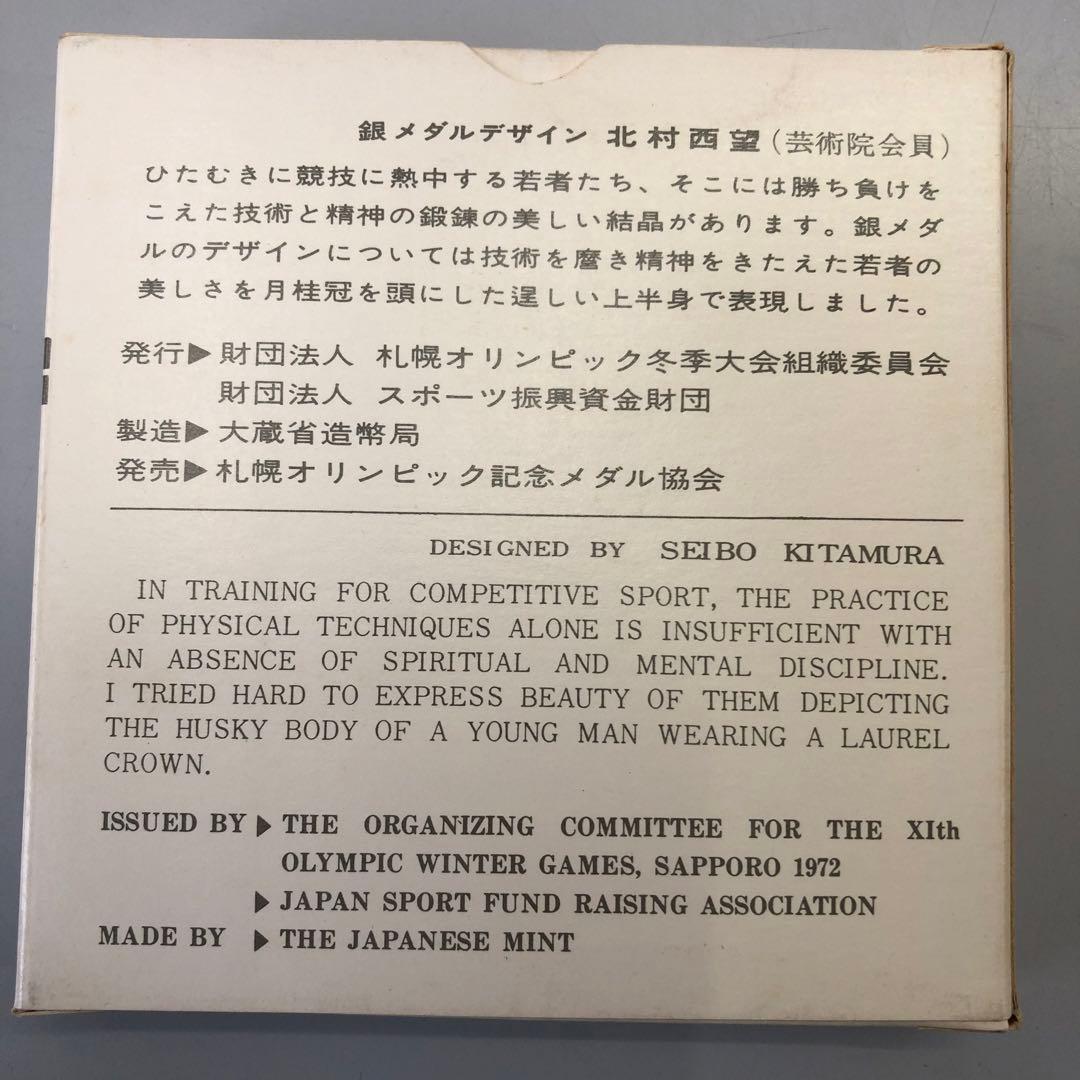 銀メダルデザイン 北村西望(芸術院会員)
ひたむきに競技に熱中する若者たち、そこには勝ち負けを
こえた技術と精神の鍛錬の美しい結晶があります。銀メダ
ルのデザインについては技術を磨き精神をきたえた若者の
美しさを月桂冠を頭にした逞しい上半身で表現しました。
発行▶財団法人 札幌オリンピック冬季大会組織委員会
財団法人 スポーツ振興資金財団
製造▶大蔵省造幣局
発売▶札幌オリンピック記念メダル協会
DESIGNED BY SEIBO KITAMURA
IN TRAINING FOR COMPETITIVE SPORT, THE PRACTICE
OF PHYSICAL TECHNIQUES ALONE IS INSUFFICIENT WITH
AN ABSENCE OF SPIRITUAL AND MENTAL DISCIPLINE.
I TRIED HARD TO EXPRESS BEAUTY OF THEM DEPICTING
THE HUSKY BODY OF A YOUNG MAN WEARING A LAUREL
CROWN.
ISSUED BY ▶ THE ORGANIZING COMMITTEE FOR THE XIth
OLYMPIC WINTER GAMES, SAPPORO 1972
▶ JAPAN SPORT FUND RAISING ASSOCIATION
MADE BY ▶ THE JAPANESE MINT